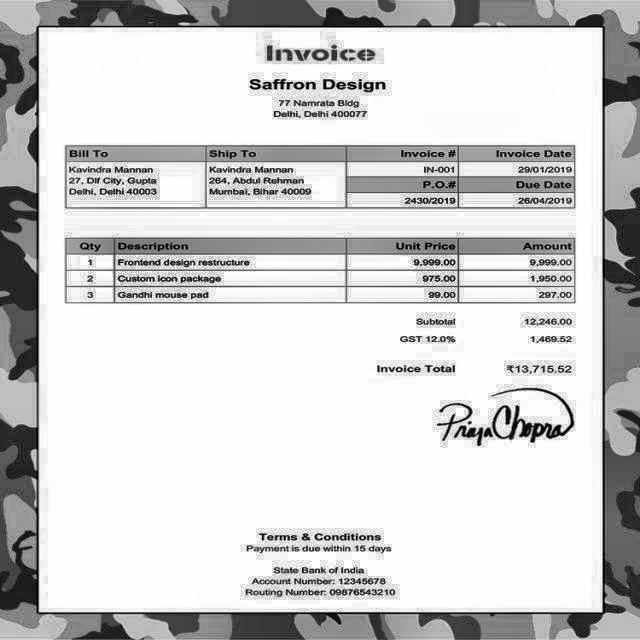 Invoice
Saffron Design
77 Namrata Bldg
Delhi, Delhi 400077
Bill To Ship To Invoice # Invoice Date
Kavindra Mannan Kavindra Mannan IN-001 29/01/2019
27, Dlf City, Gupta 264, Abdul Rehman P.O.# Due Date
Delhi, Delhi 40003 Mumbai, Bihar 40009 2430/2019 26/04/2019
Qty Description Unit Price Amount
1 Frontend design restructure 9,999.00 9,999.00
2 Custom icon package 975.00 1,950.00
3 Gandhi mouse pad 99.00 297.00
Subtotal 12,246.00
GST 12.0% 1,469.52
Invoice Total ₹13,715.52
Priya Chopra
Terms & Conditions
Payment is due within 15 days
State Bank of India
Account Number: 12345678
Routing Number: 09876543210